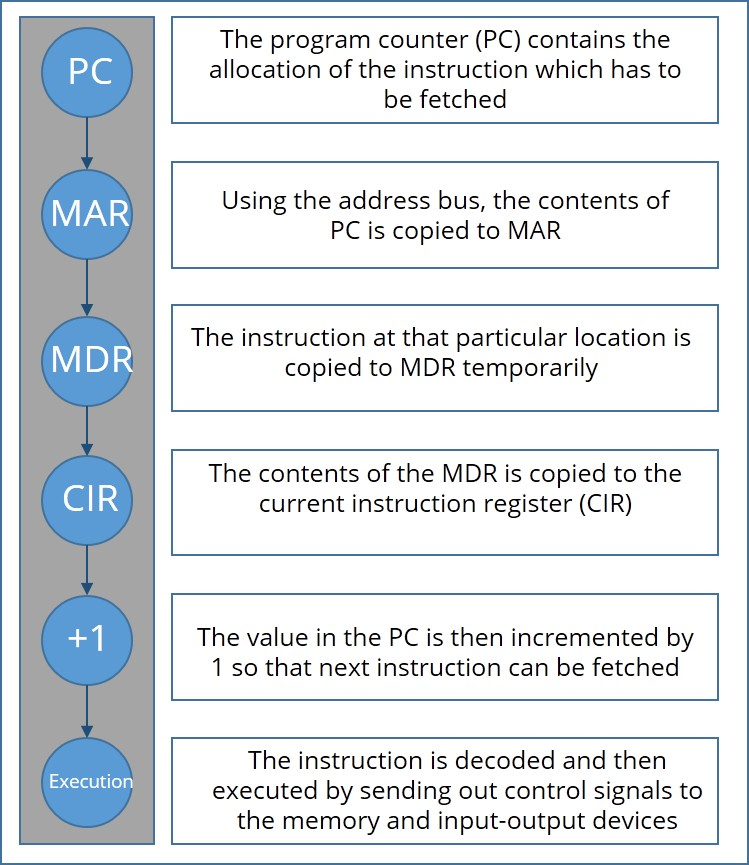 PC
The program counter (PC) contains the
allocation of the instruction which has to
be fetched
MAR
Using the address bus, the contents of
PC is copied to MAR
MDR
The instruction at that particular location is
copied to MDR temporarily
CIR
The contents of the MDR is copied to the
current instruction register (CIR)
+1
The value in the PC is then incremented by
1 so that next instruction can be fetched
Execution
The instruction is decoded and then
executed by sending out control signals to
the memory and input-output devices